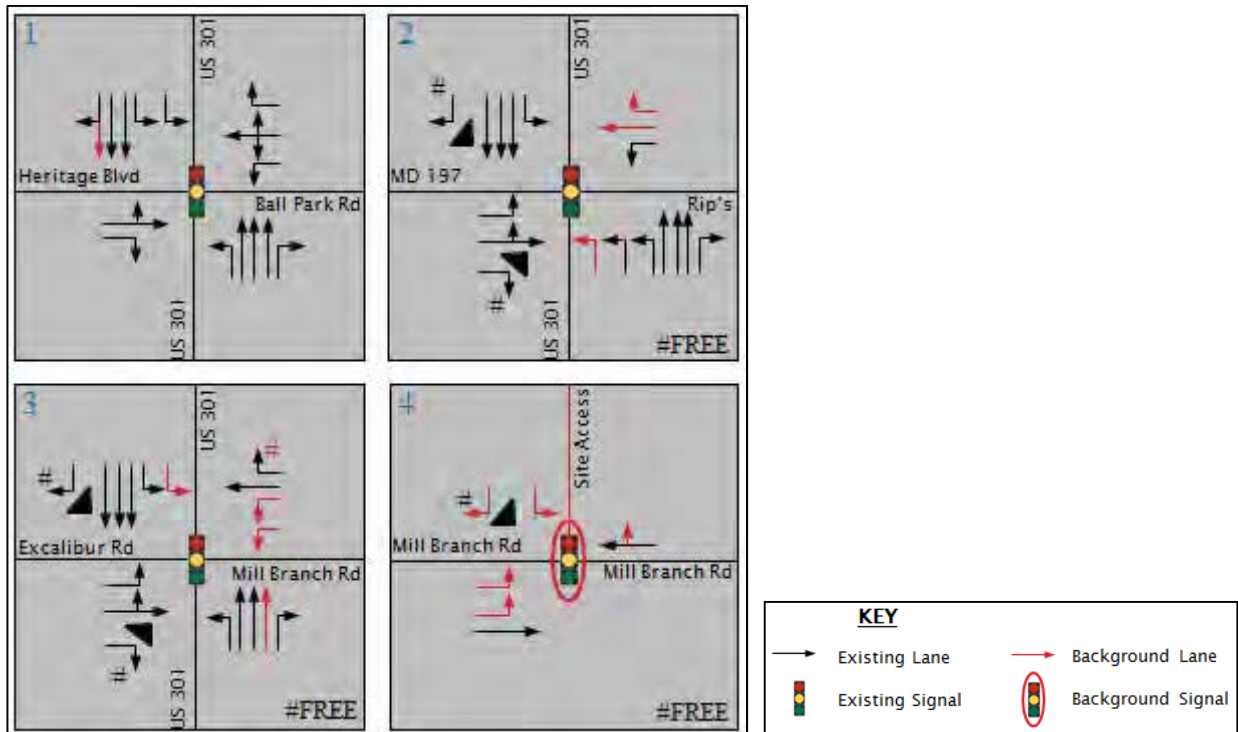 1
US 301
Heritage Blvd
Ball Park Rd
US 301
2
US 301
#
MD 197
Rip's
#
US 301
#FREE
3
US 301
#
#
Excalibur Rd
Mill Branch Rd
#
US 301
#FREE
4
Site Access
#
Mill Branch Rd
Mill Branch Rd
#FREE
KEY
Existing Lane
Background Lane
Existing Signal
Background Signal